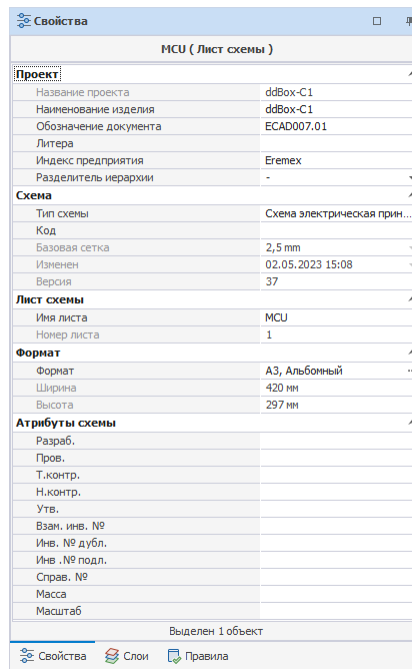 Свойства
MCU ( Лист схемы )
Проект
Название проекта ddBox-C1
Наименование изделия ddBox-C1
Обозначение документа ECAD007.01
Литера
Индекс предприятия Eremex
Разделитель иерархии -
Схема
Тип схемы Схема электрическая прин...
Код
Базовая сетка 2,5 mm
Изменен 02.05.2023 15:08
Версия 37
Лист схемы
Имя листа MCU
Номер листа 1
Формат
Формат А3, Альбомный
Ширина 420 мм
Высота 297 мм
Атрибуты схемы
Разраб.
Пров.
Т.контр.
Н.контр.
Утв.
Взам. инв. №
Инв. № дубл.
Инв .№ подл.
Справ. №
Масса
Масштаб
Выделен 1 объект
Свойства Слои Правила